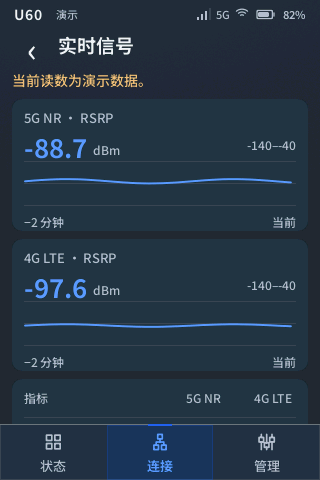 U60 演示 5G 82%
实时信号
当前读数为演示数据。
5G NR · RSRP
-88.7 dBm -140–-40
−2 分钟 当前
4G LTE · RSRP
-97.6 dBm -140–-40
−2 分钟 当前
指标 5G NR 4G LTE
状态 连接 管理